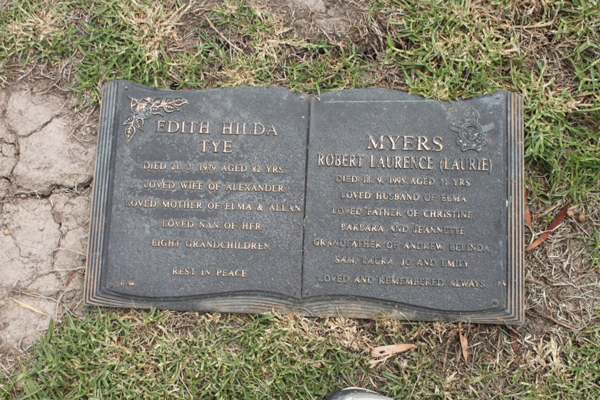 EDITH HILDA
TYE
DIED 21. 3. 1979 AGED 82 YRS.
LOVED WIFE OF ALEXANDER
LOVED MOTHER OF ELMA & ALLAN
LOVED NAN OF HER
EIGHT GRANDCHILDREN
REST IN PEACE
MYERS
ROBERT LAURENCE (LAURIE)
DIED 18. 9. 1995 AGED 71 YRS
LOVED HUSBAND OF ELMA
LOVED FATHER OF CHRISTINE,
BARBARA AND JEANNETTE
GRANDFATHER OF ANDREW, BELINDA,
SAM, LAURA, JO AND EMILY
LOVED AND REMEMBERED ALWAYS